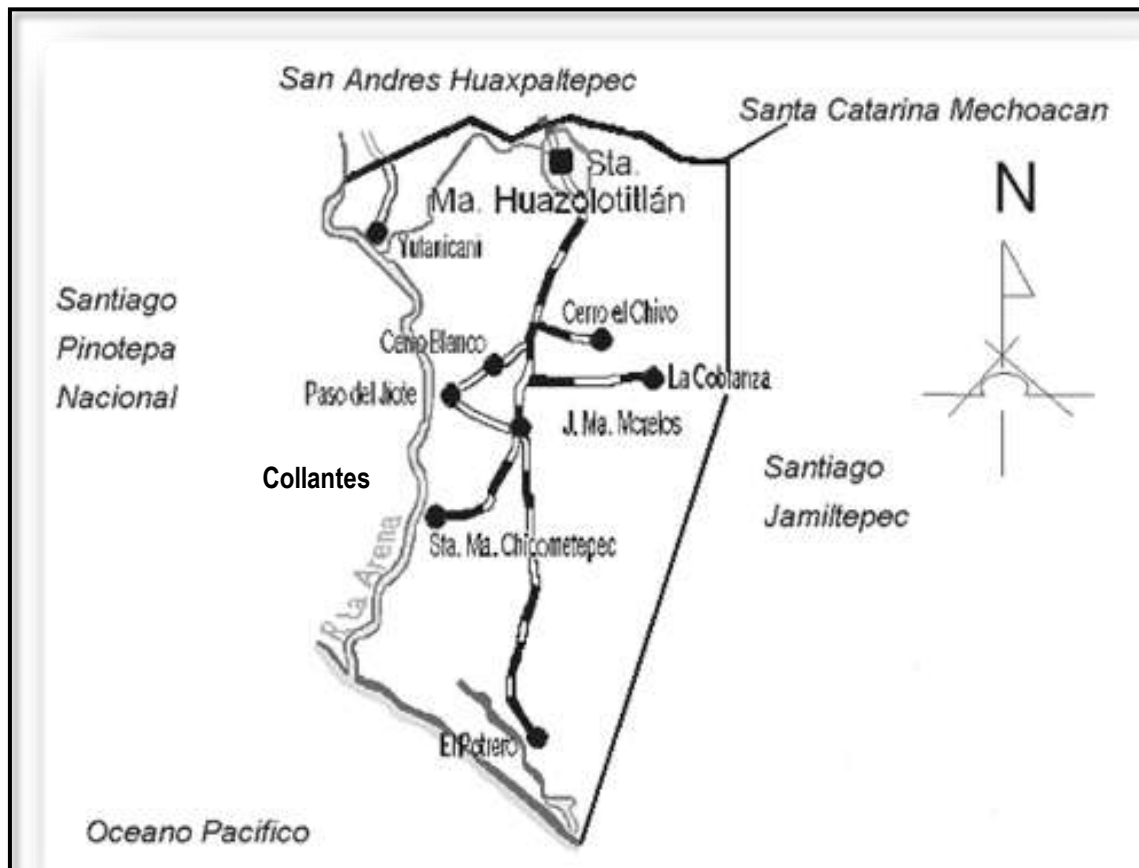 San Andres Huaxpaltepec
Santa Catarina Mechoacan
Sta.
Ma. Huazolotitlán
N
Yutanicani
Santiago
Pinotepa
Nacional
Cerro el Chivo
Cerro Blanco
Paso del Jiote
La Cobranza
J. Ma. Morelos
Collantes
Santiago
Jamiltepec
Sta. Ma. Chicometepec
R. La Arena
El Potrero
Oceano Pacifico